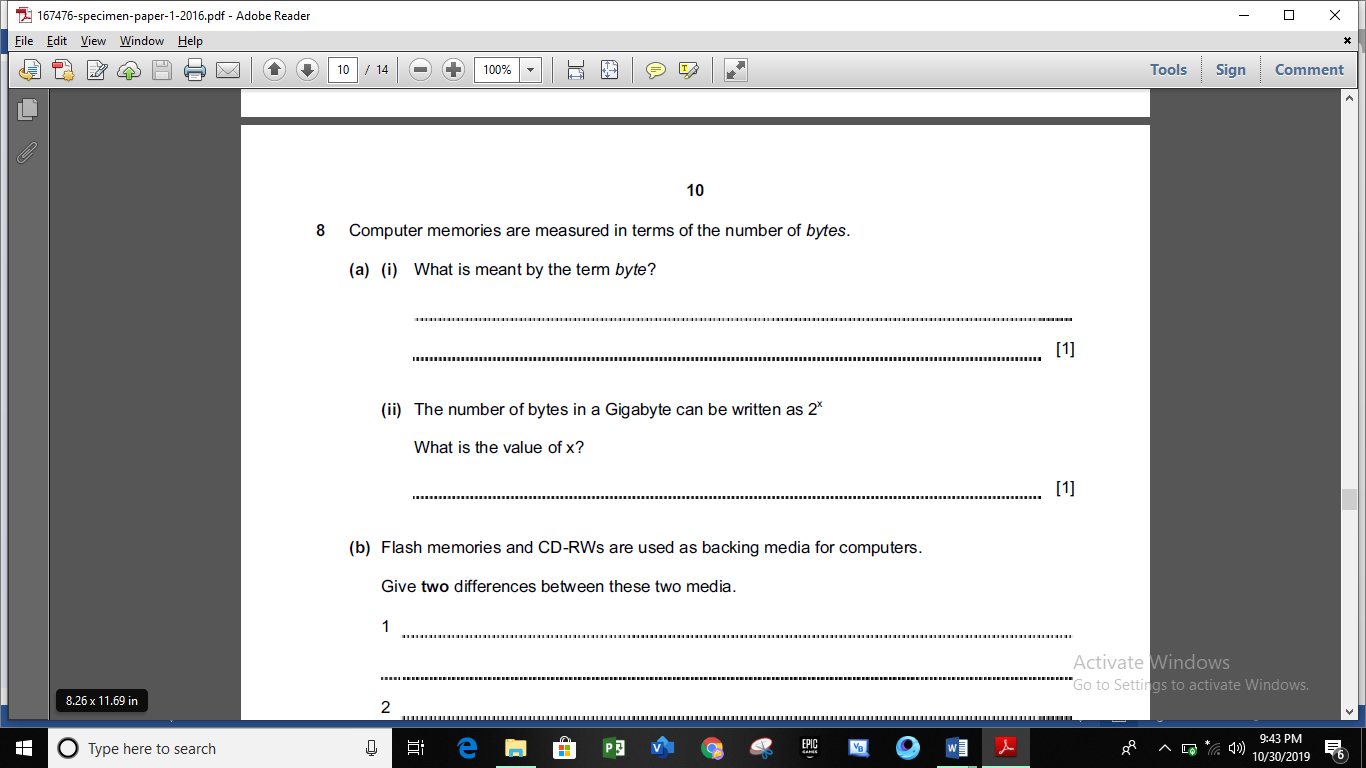 167476-specimen-paper-1-2016.pdf - Adobe Reader
File Edit View Window Help
10 / 14 100% Tools Sign Comment
10
8 Computer memories are measured in terms of the number of bytes.
(a) (i) What is meant by the term byte?
[1]
(ii) The number of bytes in a Gigabyte can be written as 2^x
What is the value of x?
[1]
(b) Flash memories and CD-RWs are used as backing media for computers.
Give two differences between these two media.
1
Activate Windows
Go to Settings to activate Windows.
8.26 x 11.69 in
2
Type here to search
EPIC GAMES
9:43 PM
10/30/2019
6